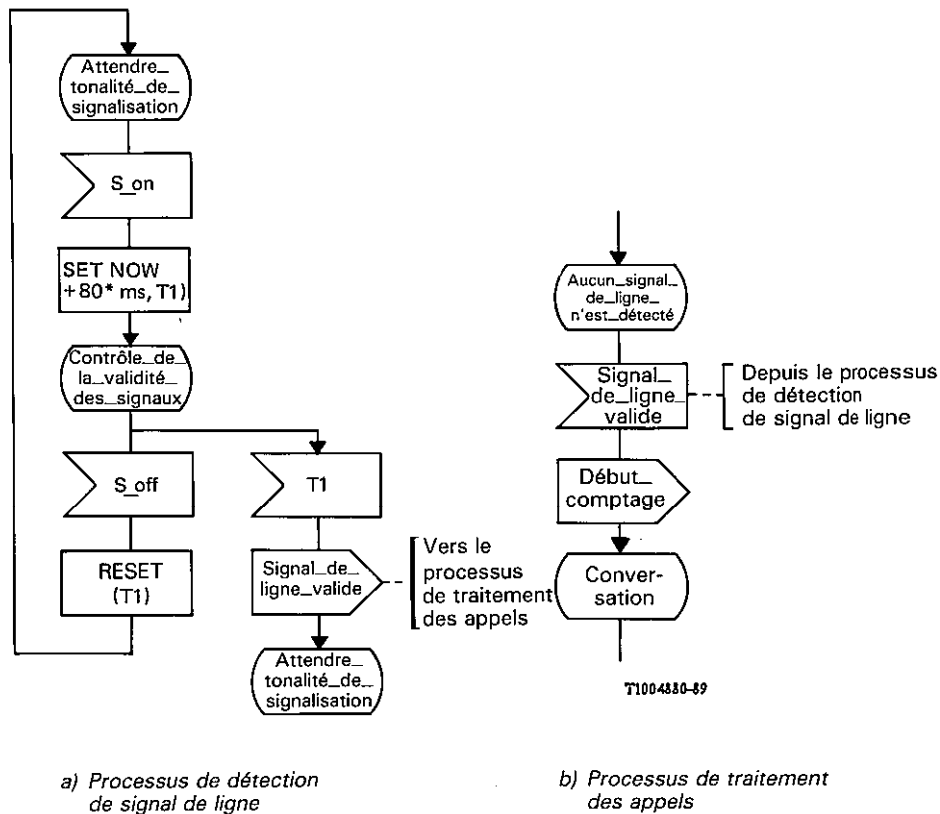 Attendre_
tonalité_de_
signalisation
S_on
SET NOW
+80* ms, T1)
Contrôle_de_
la_validité_
des_signaux
S_off
RESET
(T1)
T1
Signal_de_
ligne_valide
Vers le
processus
de traitement
des appels
Attendre_
tonalité_de_
signalisation
a) Processus de détection
de signal de ligne
Aucun_signal_
de_ligne_
n'est_détecté
Signal_
de_ligne_
valide
Depuis le processus
de détection
de signal de ligne
Début_
comptage
Conver-
sation
T1004830-89
b) Processus de traitement
des appels